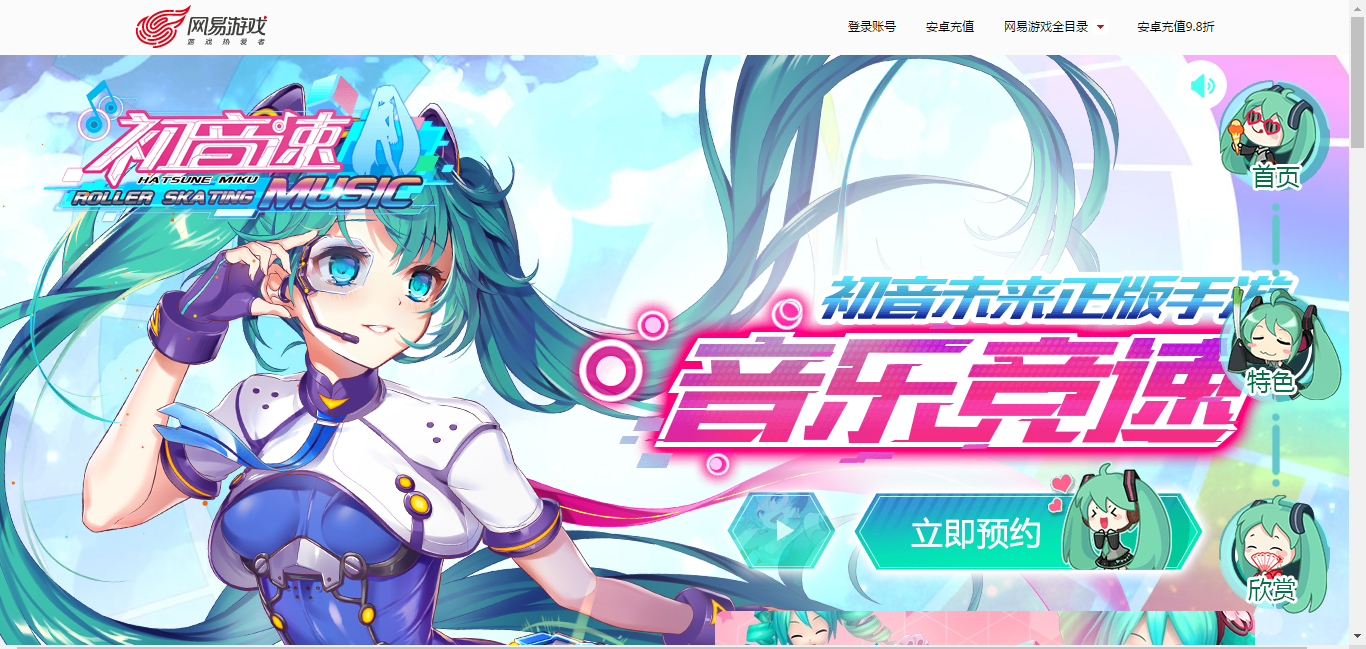 网易游戏
游戏热爱者
登录账号
安卓充值
网易游戏全目录
安卓充值9.8折
初音速
HATSUNE MIKU
ROLLER SKATING MUSIC
首页
初音未来正版手游
音乐竞速
特色
立即预约
欣赏